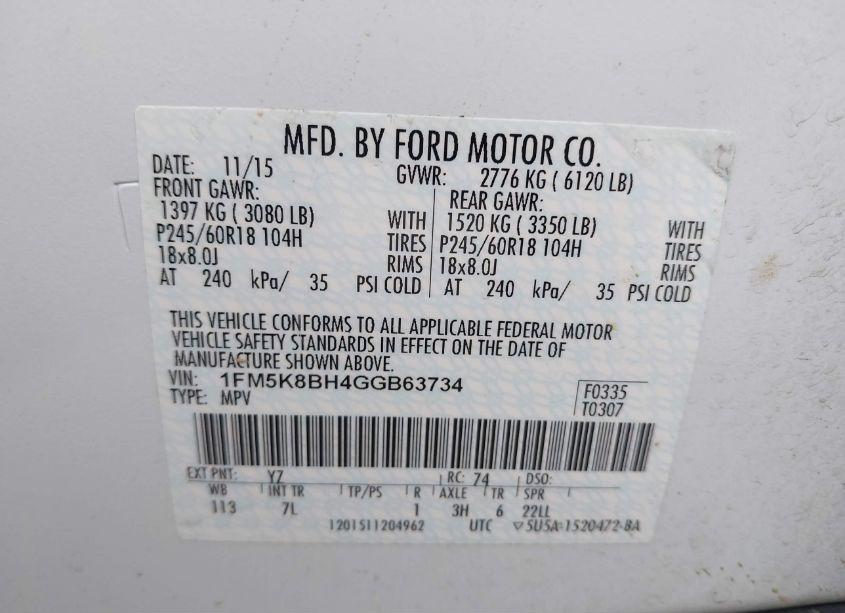 MFD. BY FORD MOTOR CO.
DATE: 11/15 GVWR: 2776 KG ( 6120 LB)
FRONT GAWR: REAR GAWR:
1397 KG ( 3080 LB) WITH 1520 KG ( 3350 LB) WITH
P245/60R18 104H TIRES P245/60R18 104H TIRES
18x8.0J RIMS 18x8.0J RIMS
AT 240 kPa/ 35 PSI COLD AT 240 kPa/ 35 PSI COLD
THIS VEHICLE CONFORMS TO ALL APPLICABLE FEDERAL MOTOR
VEHICLE SAFETY STANDARDS IN EFFECT ON THE DATE OF
MANUFACTURE SHOWN ABOVE.
VIN: 1FM5K8BH4GGB63734 F0335
TYPE: MPV T0307
EXT PNT: YZ RC: 74 DSO:
WB INT TR TP/PS R AXLE TR SPR
113 7L 1 3H 6 22LL
1201511204962 UTC ▽5U5A-1520472-BA